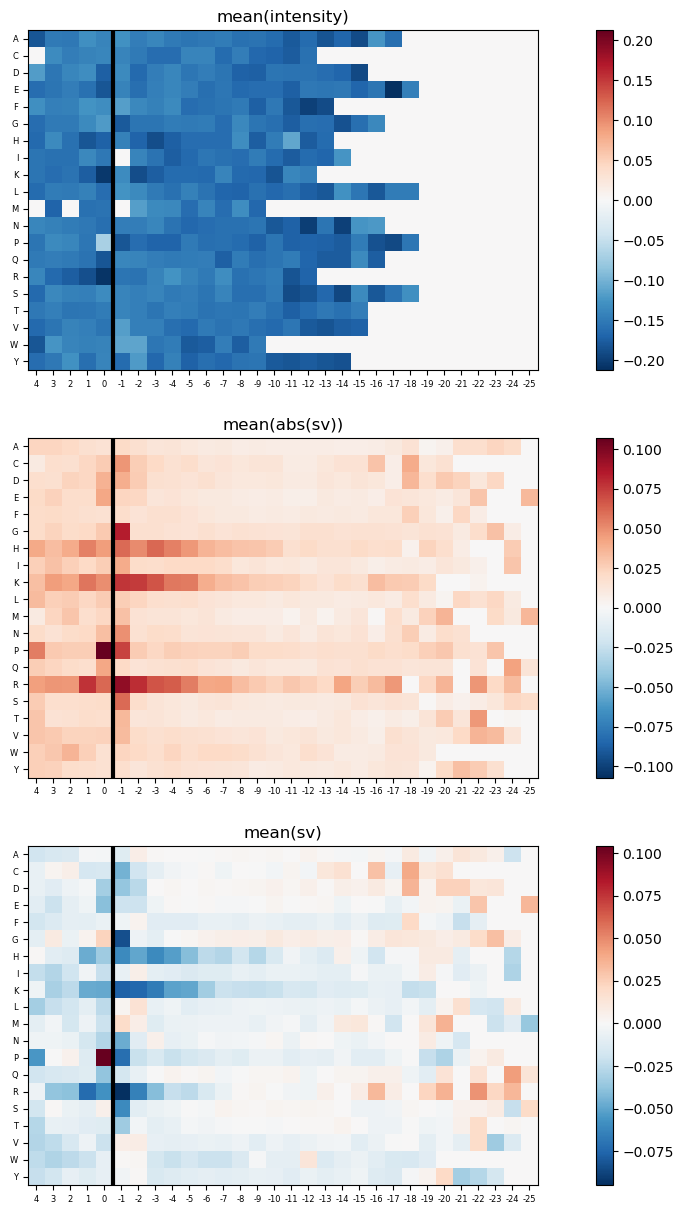 mean(intensity)
A
C
D
E
F
G
H
I
K
L
M
N
P
Q
R
S
T
V
W
Y
4 3 2 1 0 -1 -2 -3 -4 -5 -6 -7 -8 -9 -10 -11 -12 -13 -14 -15 -16 -17 -18 -19 -20 -21 -22 -23 -24 -25
0.20
0.15
0.10
0.05
0.00
−0.05
−0.10
−0.15
−0.20
mean(abs(sv))
A
C
D
E
F
G
H
I
K
L
M
N
P
Q
R
S
T
V
W
Y
4 3 2 1 0 -1 -2 -3 -4 -5 -6 -7 -8 -9 -10 -11 -12 -13 -14 -15 -16 -17 -18 -19 -20 -21 -22 -23 -24 -25
0.100
0.075
0.050
0.025
0.000
−0.025
−0.050
−0.075
−0.100
mean(sv)
A
C
D
E
F
G
H
I
K
L
M
N
P
Q
R
S
T
V
W
Y
4 3 2 1 0 -1 -2 -3 -4 -5 -6 -7 -8 -9 -10 -11 -12 -13 -14 -15 -16 -17 -18 -19 -20 -21 -22 -23 -24 -25
0.100
0.075
0.050
0.025
0.000
−0.025
−0.050
−0.075